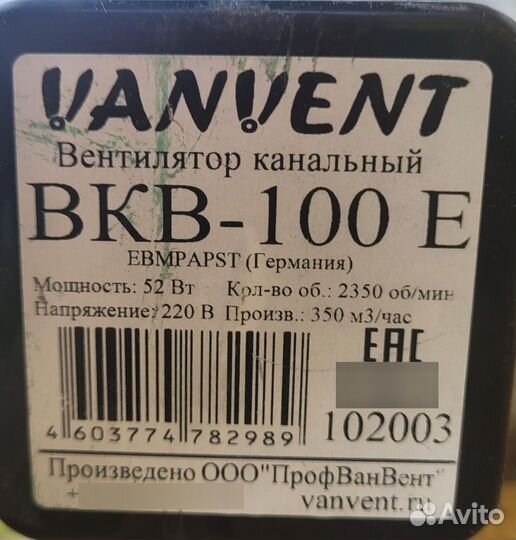 VANVENT
Вентилятор канальный
ВКВ-100 Е
EBMPAPST (Германия)
Мощность: 52 Вт Кол-во об.: 2350 об/мин
Напряжение: 220 В Произв.: 350 м3/час
EAC
4 603774 782989
102003
Произведено ООО"ПрофВанВент"
vanvent.ru
Avito